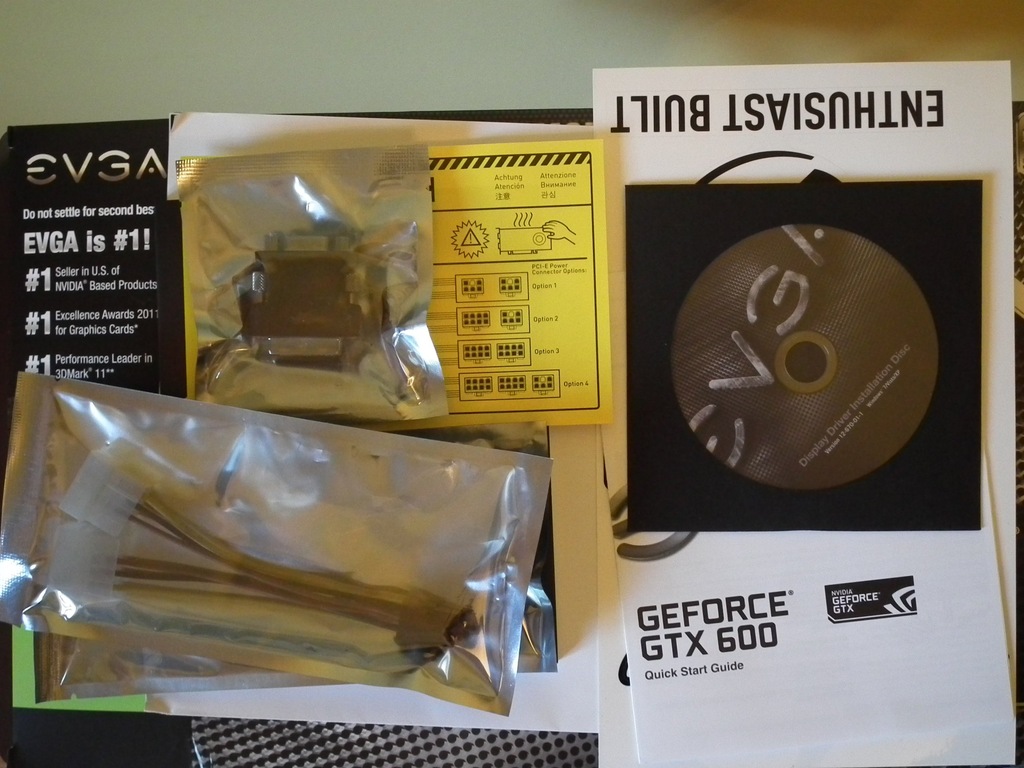 EVGA
Do not settle for second bes
EVGA is #1!
#1 Seller in U.S. of
NVIDIA® Based Products
#1 Excellence Awards 2011
for Graphics Cards*
#1 Performance Leader in
3DMark® 11**
Achtung Attenzione
Atención Внимание
注意 관심
PCI-E Power
Connector Options:
Option 1
Option 2
Option 3
Option 4
ENTHUSIAST BUILT
EVGA
Display Driver Installation Disc
GEFORCE®
GTX 600
Quick Start Guide
NVIDIA
GEFORCE®
GTX